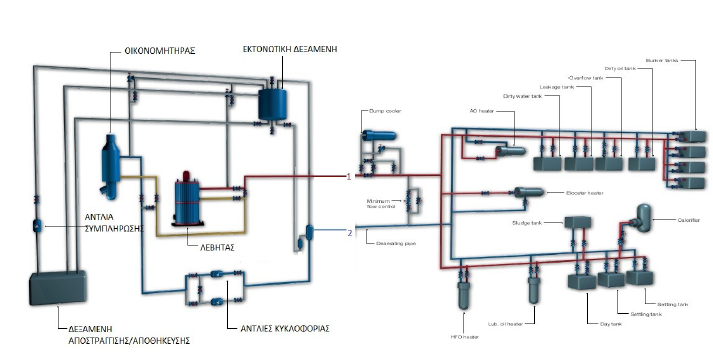 ΟΙΚΟΝΟΜΗΤΗΡΑΣ
ΕΚΤΟΝΩΤΙΚΗ ΔΕΞΑΜΕΝΗ
ΑΝΤΛΙΑ
ΣΥΜΠΛΗΡΩΣΗΣ
ΛΕΒΗΤΑΣ
ΔΕΞΑΜΕΝΗ
ΑΠΟΣΤΡΑΓΓΙΣΗΣ/ΑΠΟΘΗΚΕΥΣΗΣ
ΑΝΤΛΙΕΣ ΚΥΚΛΟΦΟΡΙΑΣ
1
2
Dump cooler
Minimum
flow control
Deaerating pipe
AC heater
Dirty water tank
Leakage tank
Overflow tank
Dirty oil tank
Bunker tanks
Booster heater
Sludge tank
Calorifier
HFO heater
Lub. oil heater
Day tank
Settling tank
Settling tank